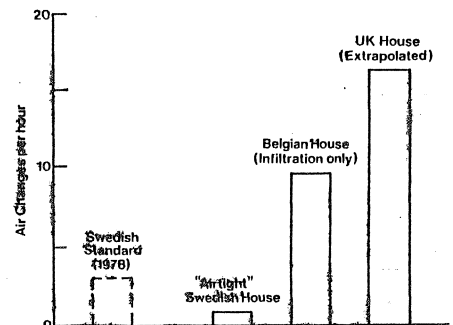 20
UK House
(Extrapolated)
Air Changes per hour
Belgian House
(Infiltration only)
10
Swedish
Standard
(1978)
"Airtight"
Swedish House
0